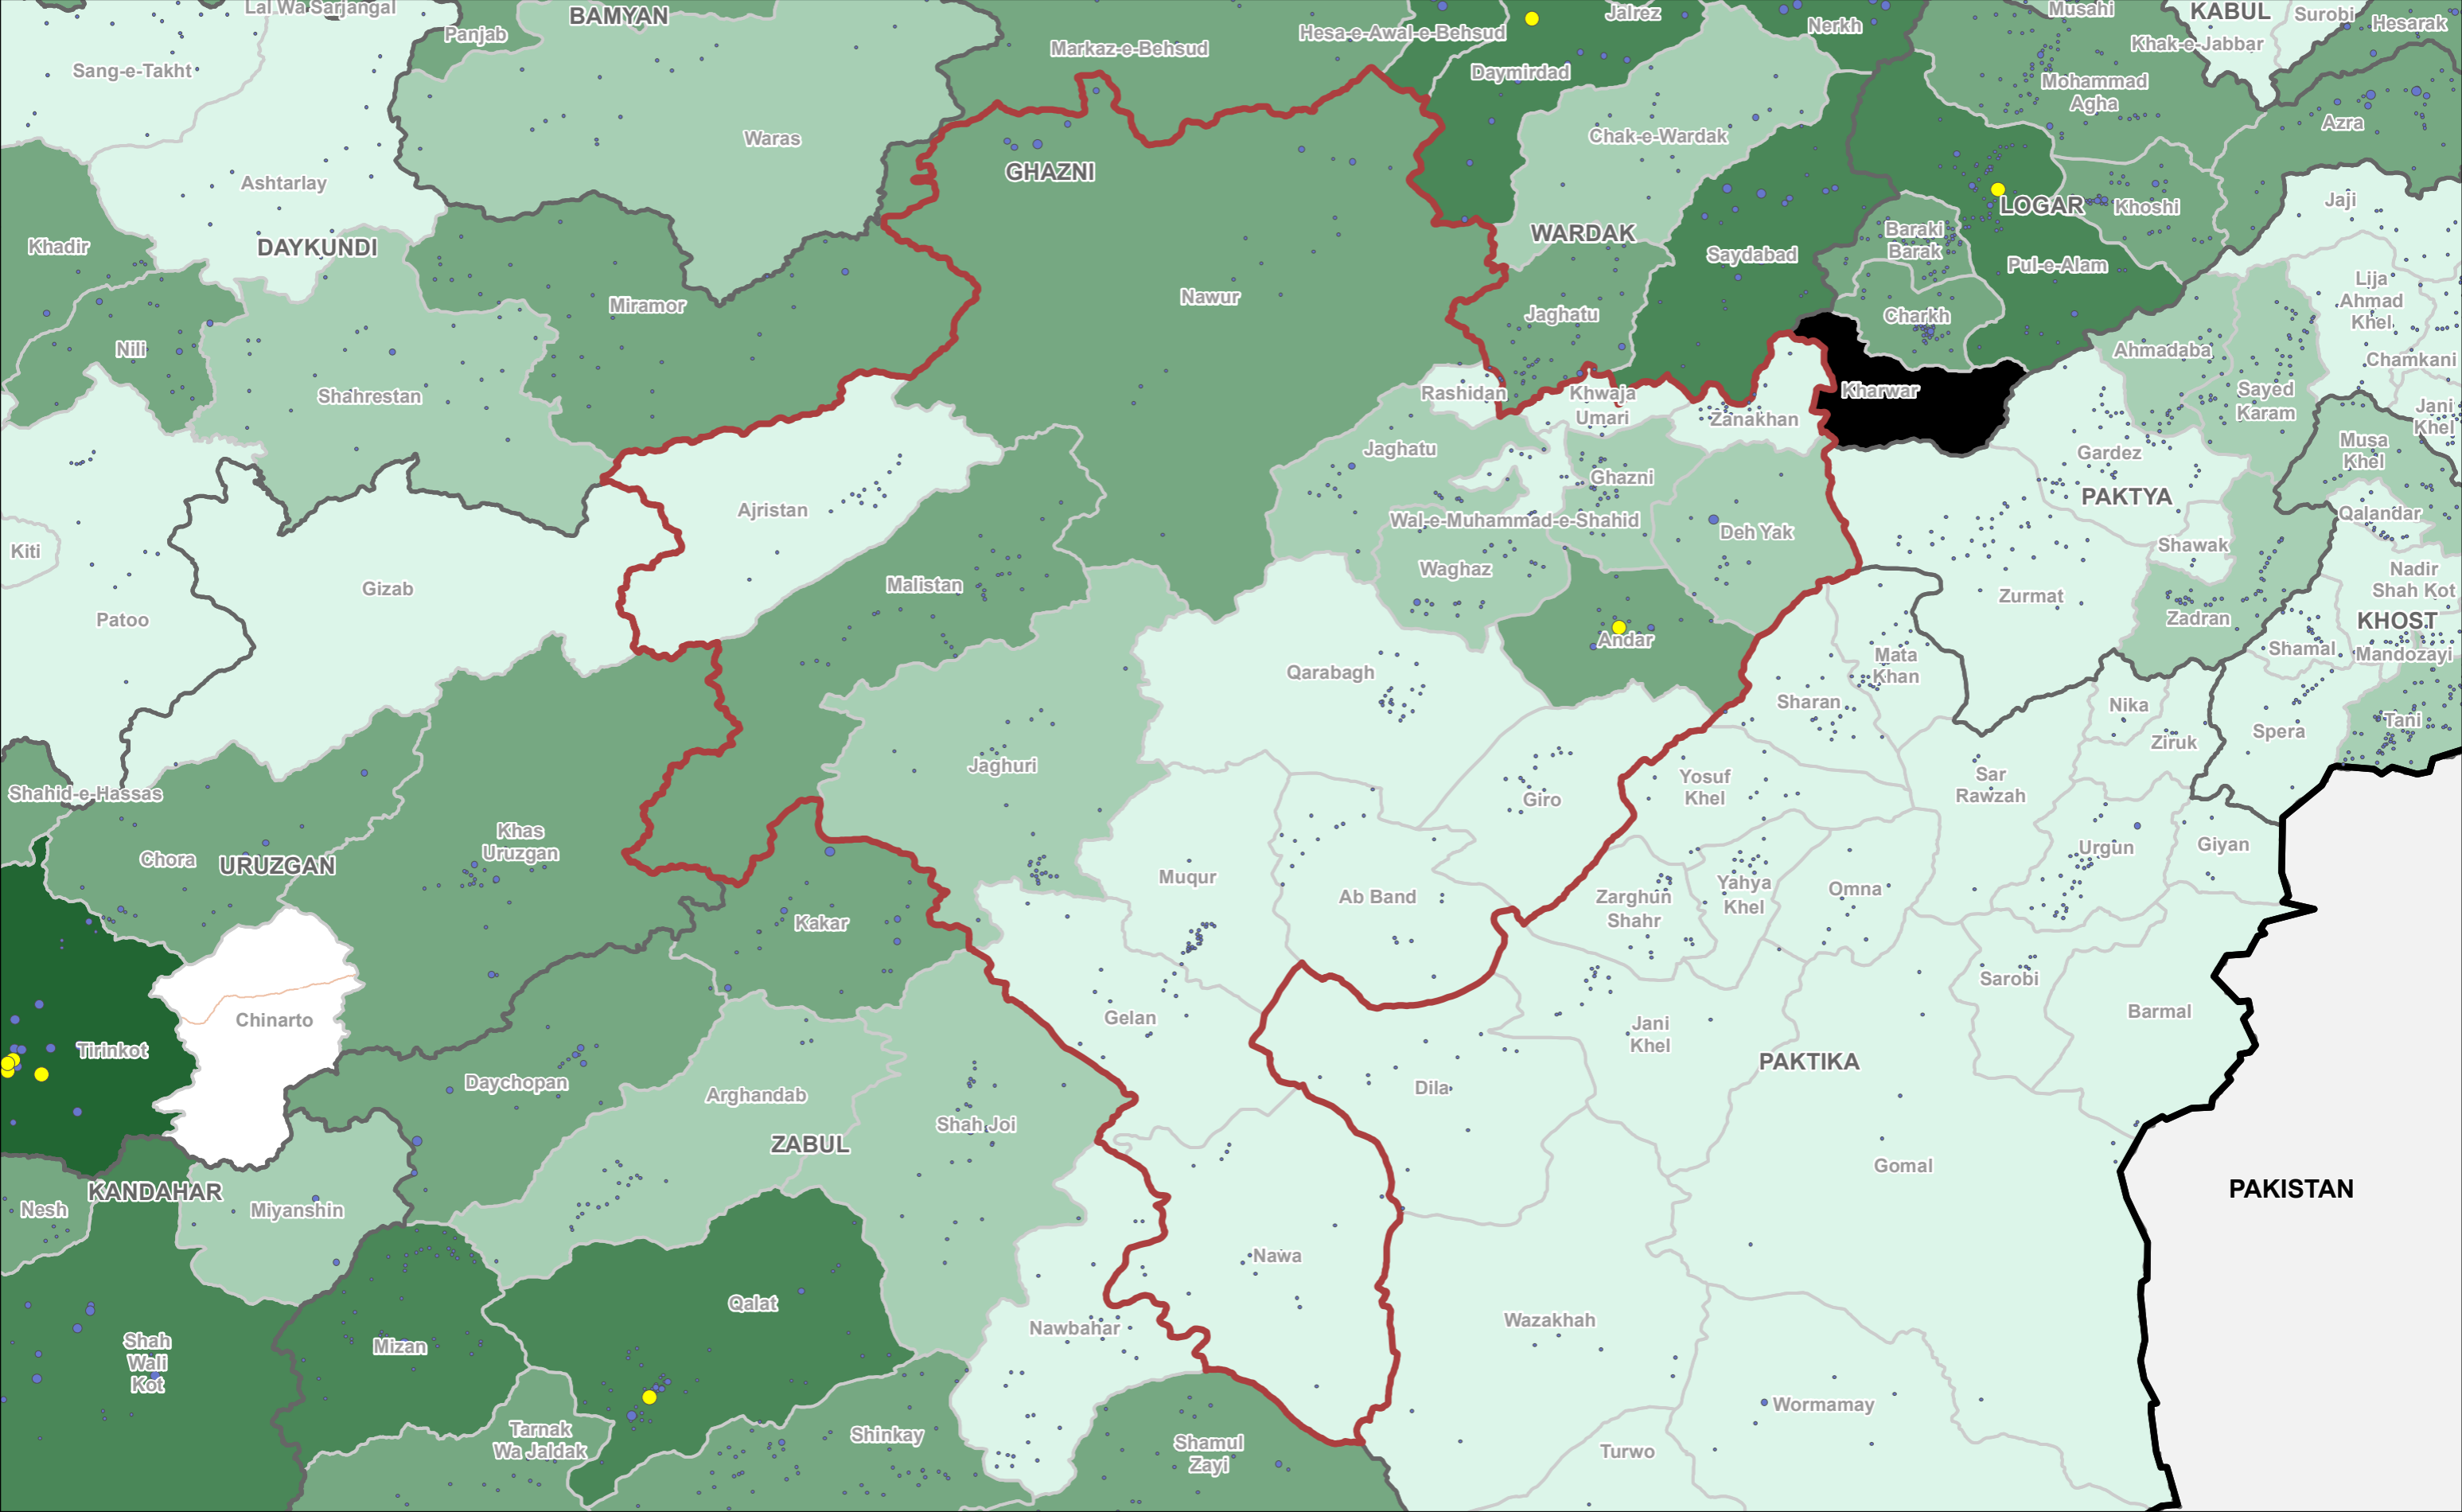 Lal Wa Sarjangal
BAMYAN
Jalrez
Musahi
KABUL
Surobi
Hesarak
Panjab
Markaz-e-Behsud
Hesa-e-Awal-e-Behsud
Nerkh
Khak-e-Jabbar
Sang-e-Takht
Daymirdad
Mohammad
Agha
Azra
Waras
Chak-e-Wardak
GHAZNI
Ashtarlay
Jaji
LOGAR
Khoshi
Khadir
DAYKUNDI
WARDAK
Baraki
Barak
Saydabad
Pul-e-Alam
Lija
Ahmad
Khel
Nawur
Miramor
Jaghatu
Charkh
Nili
Ahmadaba
Chamkani
Shahrestan
Rashidan
Khwaja
Umari
Kharwar
Sayed
Karam
Zanakhan
Jani
Khel
Jaghatu
Gardez
Musa
Khel
Ghazni
PAKTYA
Ajristan
Wal-e-Muhammad-e-Shahid
Deh Yak
Qalandar
Kiti
Shawak
Gizab
Malistan
Waghaz
Zurmat
Nadir
Shah Kot
Patoo
Zadran
KHOST
Andar
Shamal
Mandozayi
Qarabagh
Mata
Khan
Sharan
Nika
Tani
Spera
Ziruk
Jaghuri
Shahid-e-Hassas
Yosuf
Khel
Sar
Rawzah
Giro
Khas
Uruzgan
Chora
URUZGAN
Urgun
Giyan
Muqur
Ab Band
Zarghun
Shahr
Yahya
Khel
Omna
Kakar
Sarobi
Chinarto
Gelan
Barmal
Jani
Khel
Tirinkot
PAKTIKA
Daychopan
Arghandab
Dila
Shah Joi
ZABUL
Gomal
KANDAHAR
PAKISTAN
Nesh
Miyanshin
Nawa
Qalat
Nawbahar
Wazakhah
Shah
Wali
Kot
Mizan
Wormamay
Tarnak
Wa Jaldak
Shinkay
Shamul
Zayi
Turwo